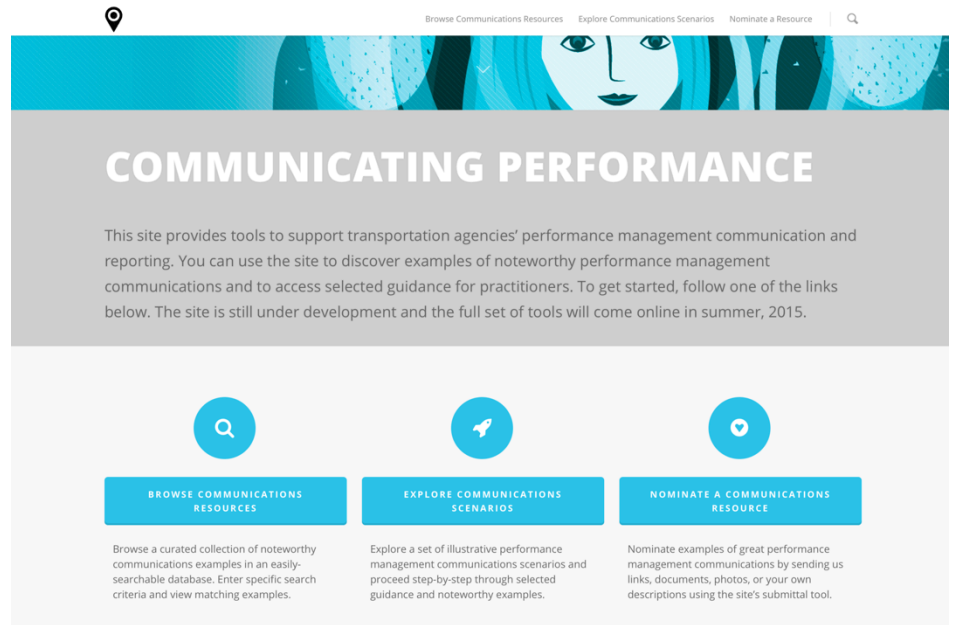 Browse Communications Resources Explore Communications Scenarios Nominate a Resource
COMMUNICATING PERFORMANCE
This site provides tools to support transportation agencies’ performance management communication and
reporting. You can use the site to discover examples of noteworthy performance management
communications and to access selected guidance for practitioners. To get started, follow one of the links
below. The site is still under development and the full set of tools will come online in summer, 2015.
BROWSE COMMUNICATIONS
RESOURCES
Browse a curated collection of noteworthy
communications examples in an easily-
searchable database. Enter specific search
criteria and view matching examples.
EXPLORE COMMUNICATIONS
SCENARIOS
Explore a set of illustrative performance
management communications scenarios and
proceed step-by-step through selected
guidance and noteworthy examples.
NOMINATE A COMMUNICATIONS
RESOURCE
Nominate examples of great performance
management communications by sending us
links, documents, photos, or your own
descriptions using the site’s submittal tool.